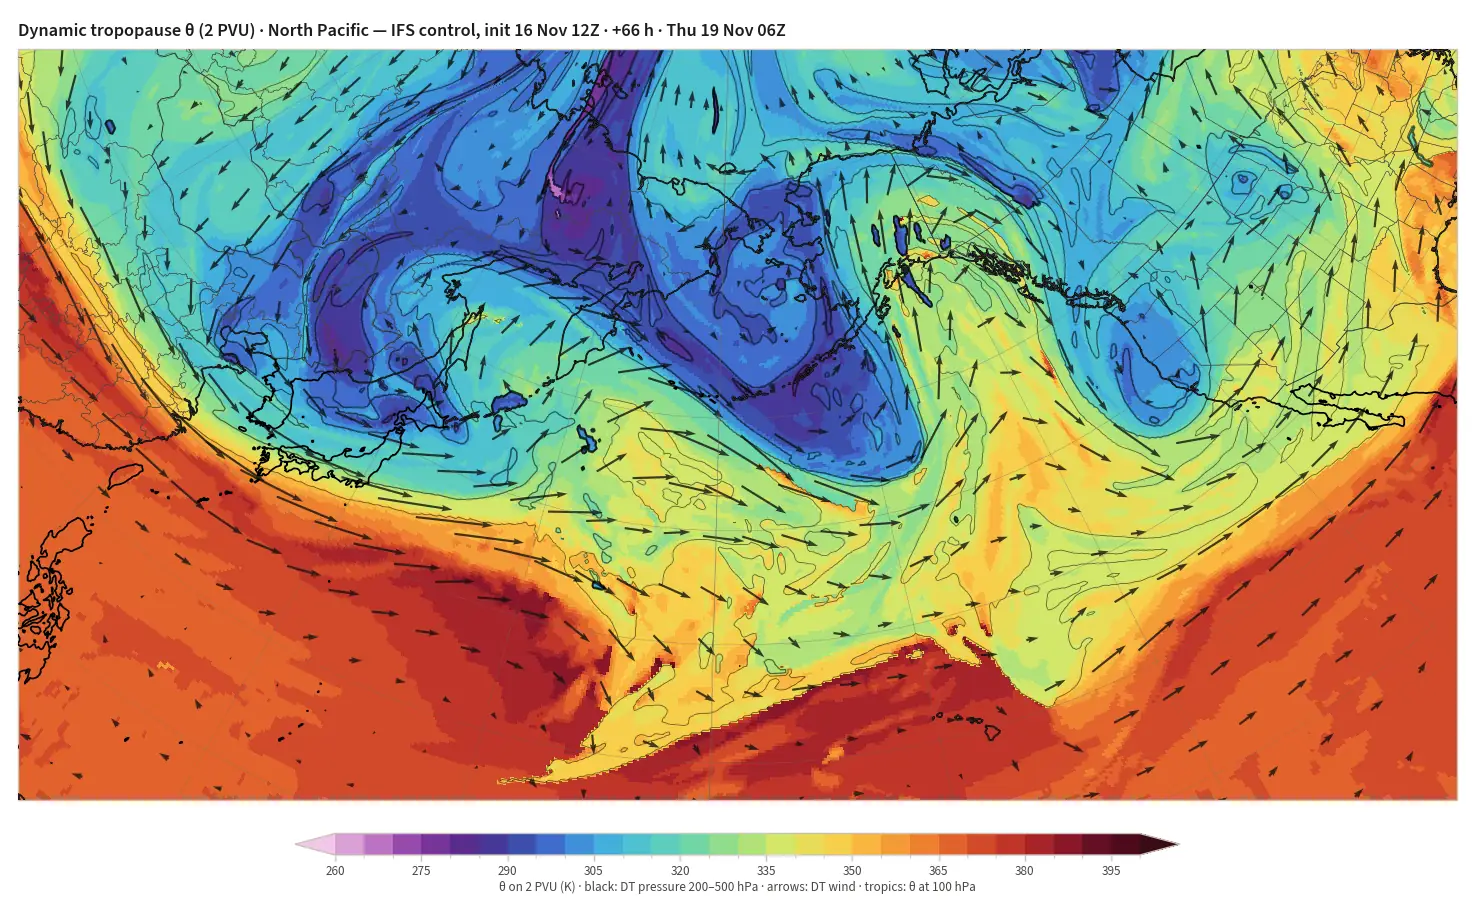 Dynamic tropopause θ (2 PVU) · North Pacific — IFS control, init 16 Nov 12Z · +66 h · Thu 19 Nov 06Z
260 275 290 305 320 335 350 365 380 395
θ on 2 PVU (K) · black: DT pressure 200–500 hPa · arrows: DT wind · tropics: θ at 100 hPa